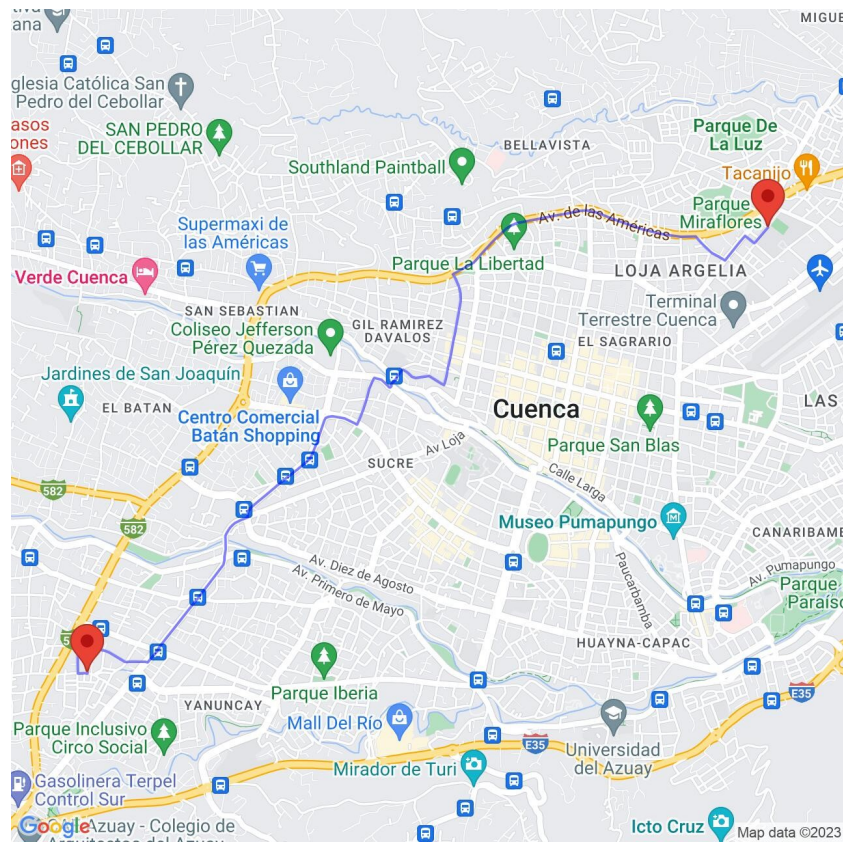 MIGUE
glesia Católica San
Pedro del Cebollar
SAN PEDRO
DEL CEBOLLAR
BELLAVISTA
Parque De
La Luz
Tacanijo
Southland Paintball
Parque
Miraflores
Av. de las Américas
Supermaxi de
las Américas
Parque La Libertad
LOJA ARGELIA
Verde Cuenca
SAN SEBASTIAN
Coliseo Jefferson
Pérez Quezada
GIL RAMIREZ
DAVALOS
Terminal
Terrestre Cuenca
EL SAGRARIO
Jardines de San Joaquín
EL BATAN
Centro Comercial
Batán Shopping
Cuenca
LAS
Parque San Blas
Av Loja
SUCRE
Calle Larga
582
582
Museo Pumapungo
CANARIBAME
Av. Diez de Agosto
Av. Primero de Mayo
Paucarbamba
Av. Pumapungo
Parque
Paraíso
HUAYNA-CAPAC
Parque Iberia
YANUNCAY
E35
Parque Inclusivo
Circo Social
Mall Del Río
E35
Universidad
del Azuay
Mirador de Turi
Gasolinera Terpel
Control Sur
Icto Cruz
Google
Azuay - Colegio de
Map data ©2023